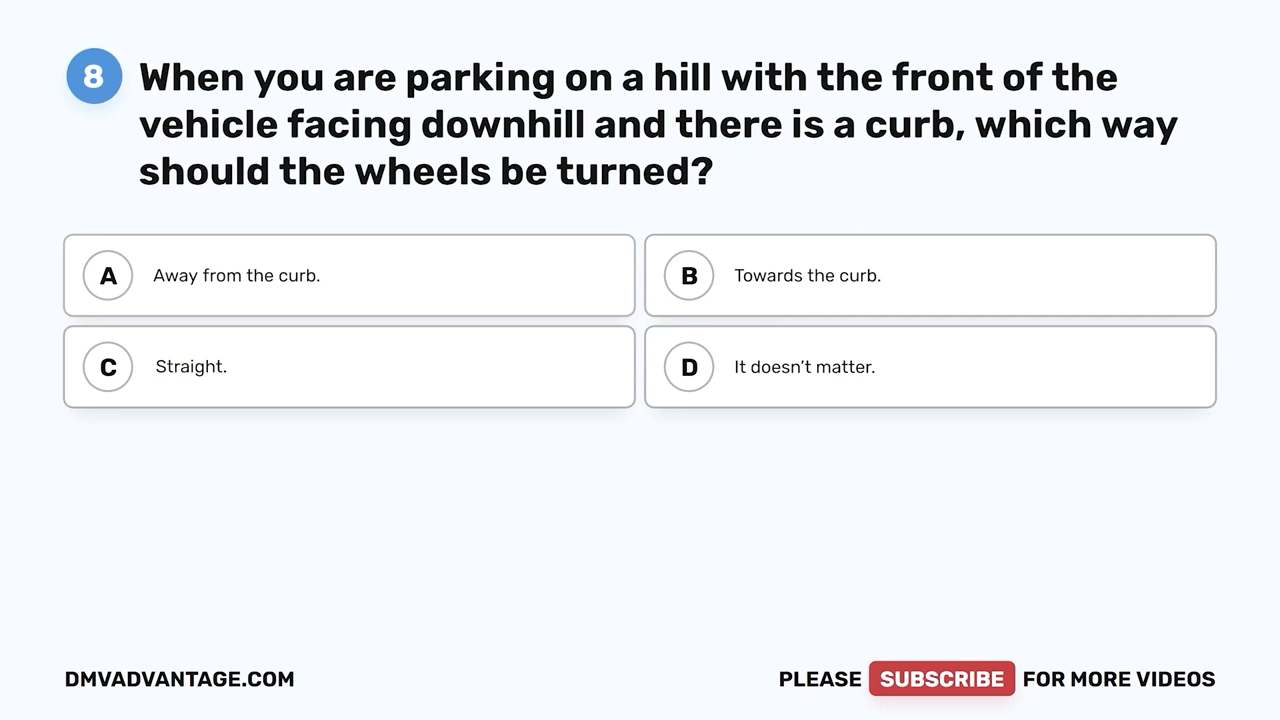 8
When you are parking on a hill with the front of the
vehicle facing downhill and there is a curb, which way
should the wheels be turned?
A Away from the curb.
B Towards the curb.
C Straight.
D It doesn’t matter.
DMVADVANTAGE.COM
PLEASE SUBSCRIBE FOR MORE VIDEOS